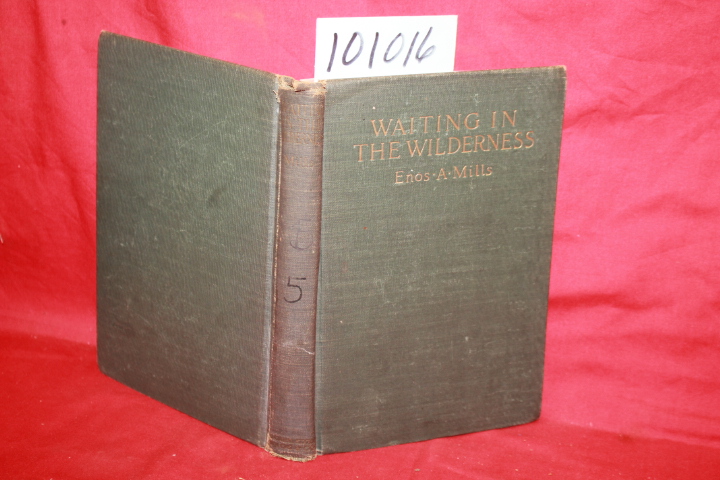 101016
WAITING IN
THE WILDERNESS
Enos·A·Mills
5